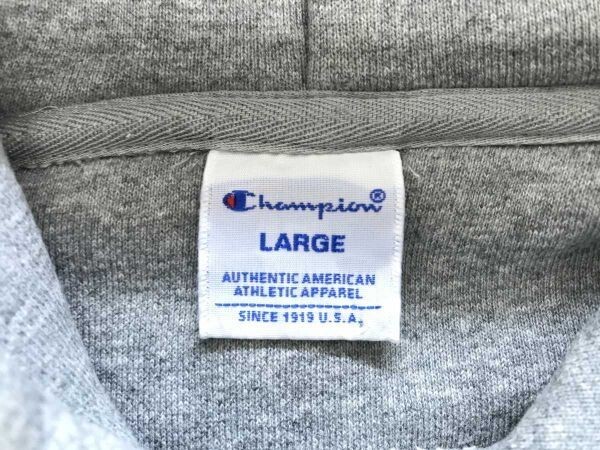 Champion®
LARGE
AUTHENTIC AMERICAN
ATHLETIC APPAREL
SINCE 1919 U.S.A,